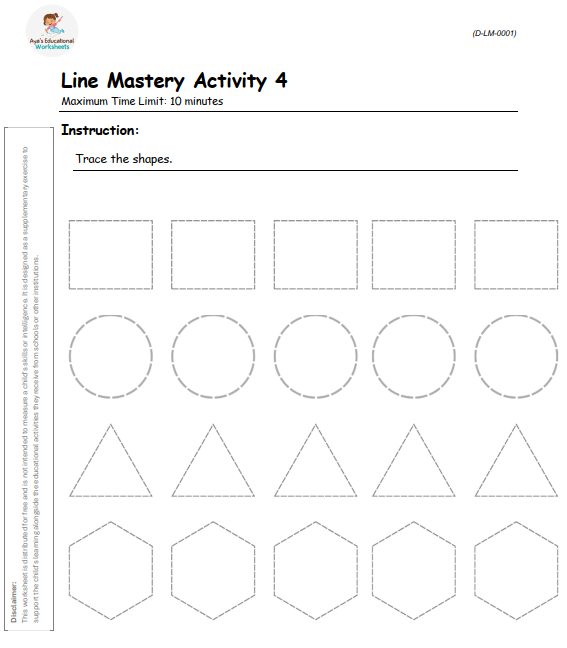 Aya's Educational
Worksheets
(D-LM-0001)
Line Mastery Activity 4
Maximum Time Limit: 10 minutes
Instruction:
Trace the shapes.
Disclaimer:
This worksheet is distributed for free and is not intended to measure a child's skills or intelligence. It is designed as a supplementary exercise to
support the child's learning alongside the educational activities they receive from schools or other institutions.